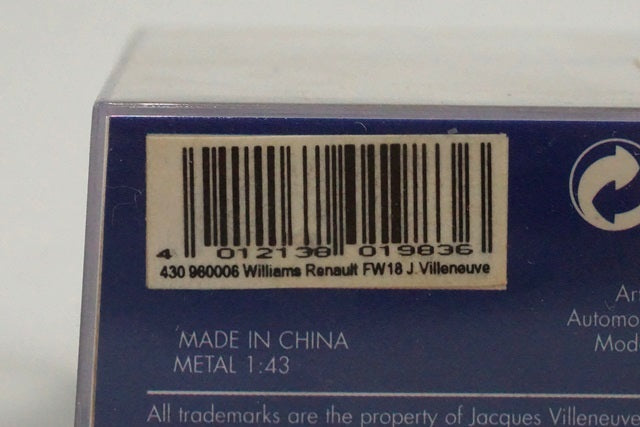 4 012138 019836
430 960006 Williams Renault FW18 J. Villeneuve
MADE IN CHINA
METAL 1:43
Automo
Mod
All trademarks are the property of Jacques Villeneuve